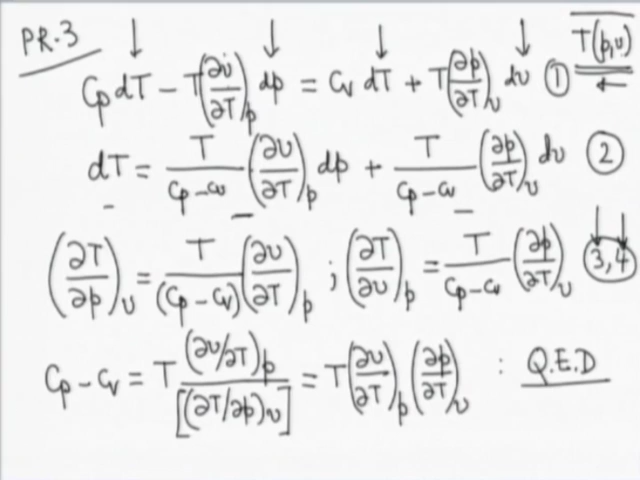 PR.3
T(p,v)
Cp dT − T(∂v/∂T)p dp = Cv dT + T(∂p/∂T)v dv ①
dT = T/(Cp−Cv) (∂v/∂T)p dp + T/(Cp−Cv) (∂p/∂T)v dv ②
(∂T/∂p)v = T/(Cp−Cv) (∂v/∂T)p ; (∂T/∂v)p = T/(Cp−Cv) (∂p/∂T)v 3,4
Cp−Cv = T (∂v/∂T)p/[(∂T/∂p)v] = T(∂v/∂T)p (∂p/∂T)v : Q.E.D